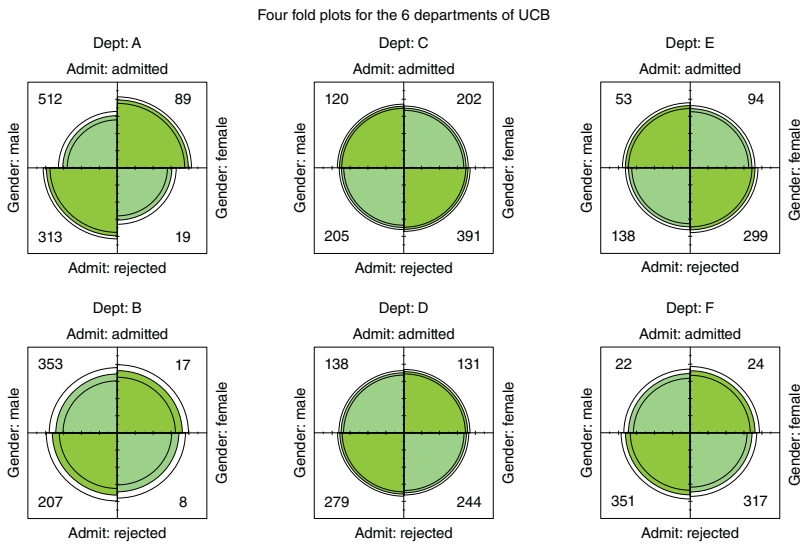 Four fold plots for the 6 departments of UCB
Dept: A
Admit: admitted
512 89
Gender: male
Gender: female
313 19
Admit: rejected
Dept: C
Admit: admitted
120 202
Gender: male
Gender: female
205 391
Admit: rejected
Dept: E
Admit: admitted
53 94
Gender: male
Gender: female
138 299
Admit: rejected
Dept: B
Admit: admitted
353 17
Gender: male
Gender: female
207 8
Admit: rejected
Dept: D
Admit: admitted
138 131
Gender: male
Gender: female
279 244
Admit: rejected
Dept: F
Admit: admitted
22 24
Gender: male
Gender: female
351 317
Admit: rejected